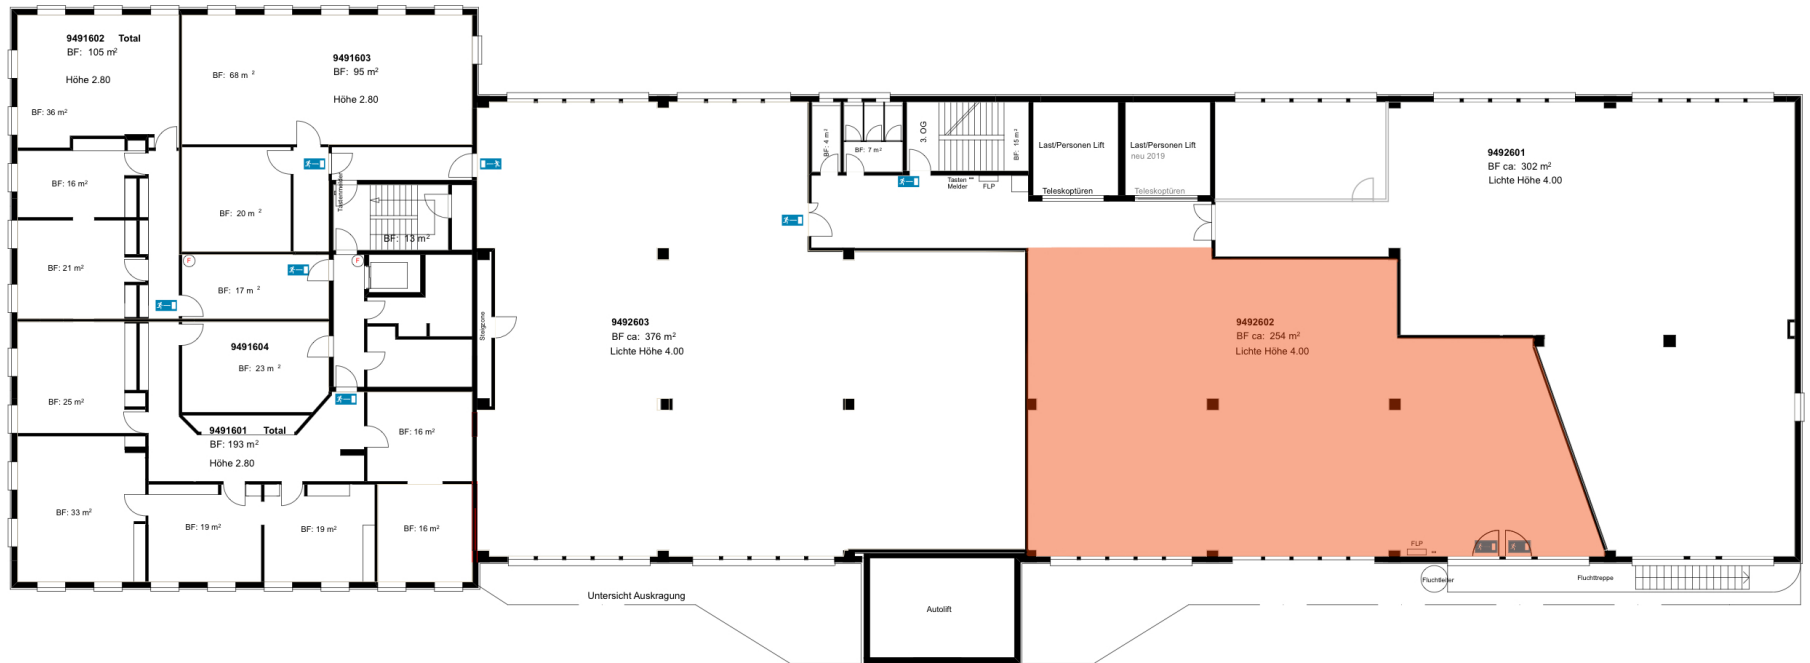 9491602 Total
BF: 105 m²
Höhe 2.80
BF: 36 m²
9491603
BF: 95 m²
Höhe 2.80
BF: 68 m ²
BF: 16 m²
BF: 20 m ²
BF: 21 m²
BF: 17 m ²
F
F
Tastenmelder
BF: 13 m²
9491604
BF: 23 m ²
BF: 25 m²
9491601 Total
BF: 193 m²
Höhe 2.80
BF: 16 m²
BF: 33 m²
BF: 19 m²
BF: 19 m²
BF: 16 m²
Steigzone
9492603
BF ca: 376 m²
Lichte Höhe 4.00
BF: 4 m²
BF: 7 m²
3. OG
BF: 15 m²
Tasten
Melder
FLP
Last/Personen Lift
Teleskoptüren
Last/Personen Lift
neu 2019
Teleskoptüren
9492601
BF ca: 302 m²
Lichte Höhe 4.00
9492602
BF ca: 254 m²
Lichte Höhe 4.00
FLP
Fluchtleiter
Fluchttreppe
Untersicht Auskragung
Autolift